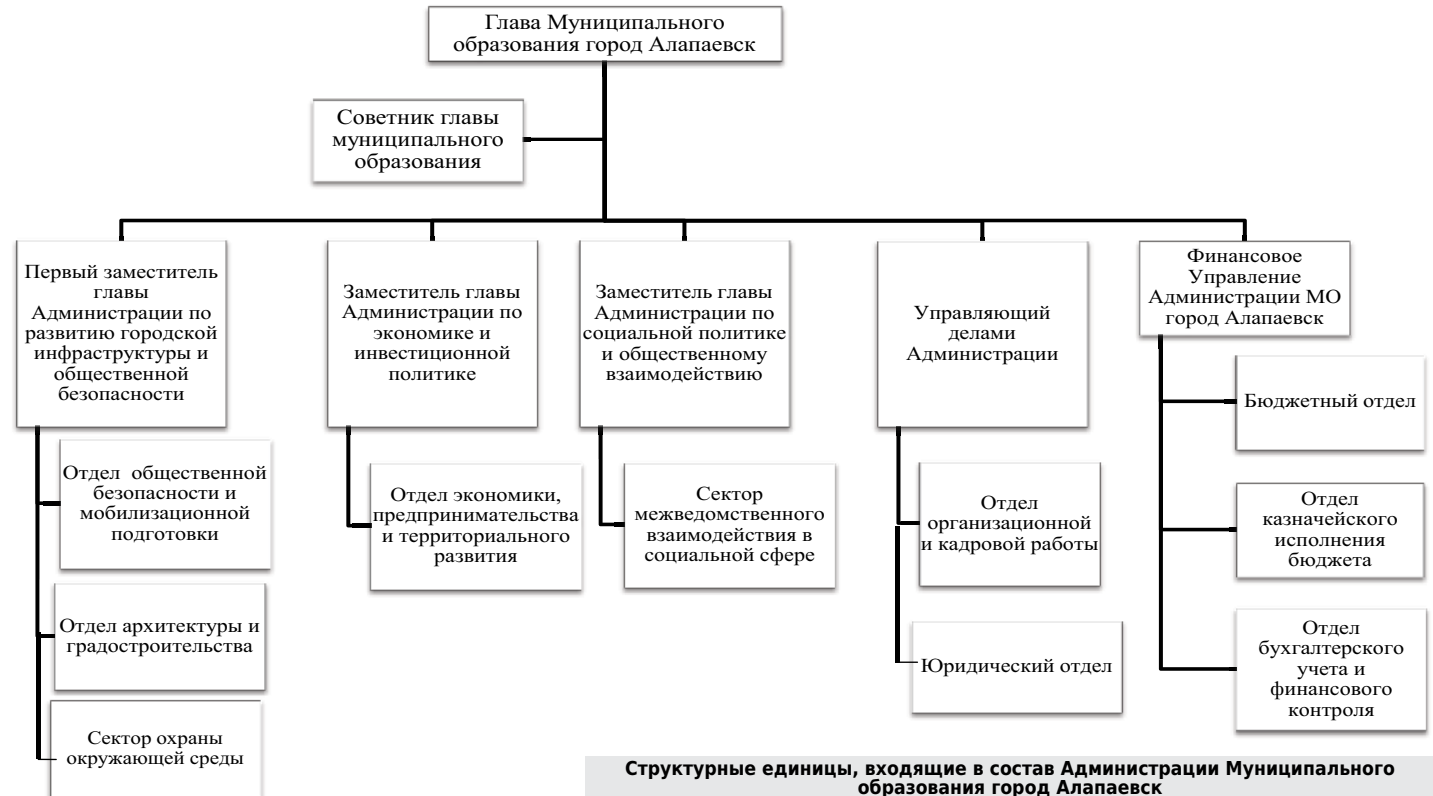 Глава Муниципального
образования город Алапаевск
Советник главы
муниципального
образования
Первый заместитель
главы
Администрации по
развитию городской
инфраструктуры и
общественной
безопасности
Заместитель главы
Администрации по
экономике и
инвестиционной
политике
Заместитель главы
Администрации по
социальной политике
и общественному
взаимодействию
Управляющий
делами
Администрации
Финансовое
Управление
Администрации МО
город Алапаевск
Отдел общественной
безопасности и
мобилизационной
подготовки
Отдел архитектуры и
градостроительства
Сектор охраны
окружающей среды
Отдел экономики,
предпринимательства
и территориального
развития
Сектор
межведомственного
взаимодействия в
социальной сфере
Отдел
организационной
и кадровой работы
Юридический отдел
Бюджетный отдел
Отдел
казначейского
исполнения
бюджета
Отдел
бухгалтерского
учета и
финансового
контроля
Структурные единицы, входящие в состав Администрации Муниципального
образования город Алапаевск